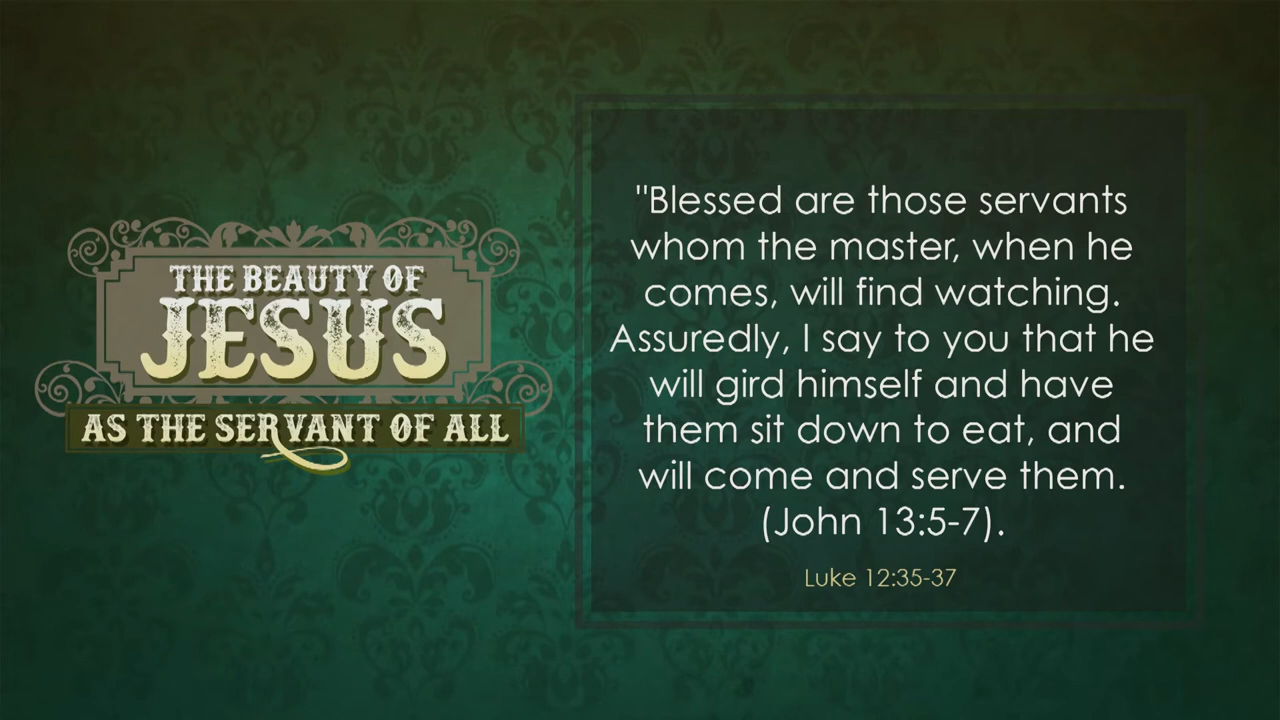 THE BEAUTY OF
JESUS
AS THE SERVANT OF ALL
"Blessed are those servants
whom the master, when he
comes, will find watching.
Assuredly, I say to you that he
will gird himself and have
them sit down to eat, and
will come and serve them.
(John 13:5-7).
Luke 12:35-37